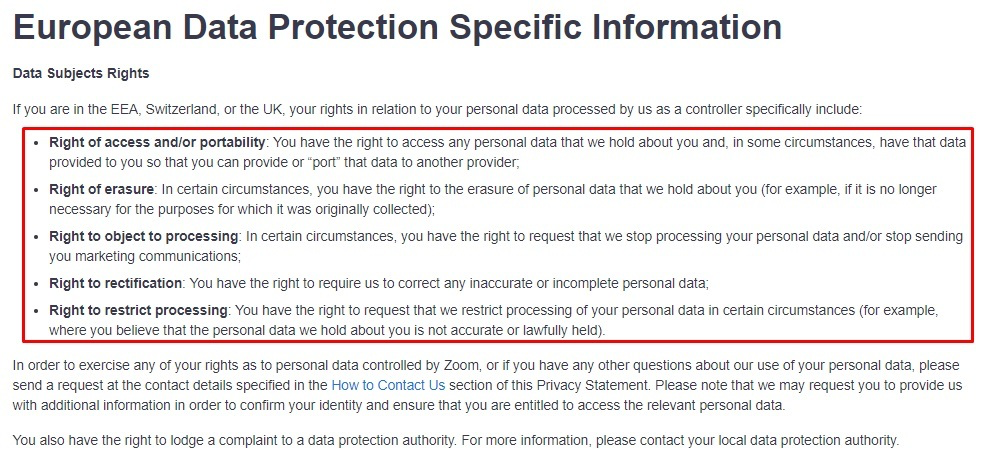 European Data Protection Specific Information
Data Subjects Rights
If you are in the EEA, Switzerland, or the UK, your rights in relation to your personal data processed by us as a controller specifically include:
• Right of access and/or portability: You have the right to access any personal data that we hold about you and, in some circumstances, have that data
provided to you so that you can provide or “port” that data to another provider;
• Right of erasure: In certain circumstances, you have the right to the erasure of personal data that we hold about you (for example, if it is no longer
necessary for the purposes for which it was originally collected);
• Right to object to processing: In certain circumstances, you have the right to request that we stop processing your personal data and/or stop sending
you marketing communications;
• Right to rectification: You have the right to require us to correct any inaccurate or incomplete personal data;
• Right to restrict processing: You have the right to request that we restrict processing of your personal data in certain circumstances (for example,
where you believe that the personal data we hold about you is not accurate or lawfully held).
In order to exercise any of your rights as to personal data controlled by Zoom, or if you have any other questions about our use of your personal data, please
send a request at the contact details specified in the How to Contact Us section of this Privacy Statement. Please note that we may request you to provide us
with additional information in order to confirm your identity and ensure that you are entitled to access the relevant personal data.
You also have the right to lodge a complaint to a data protection authority. For more information, please contact your local data protection authority.